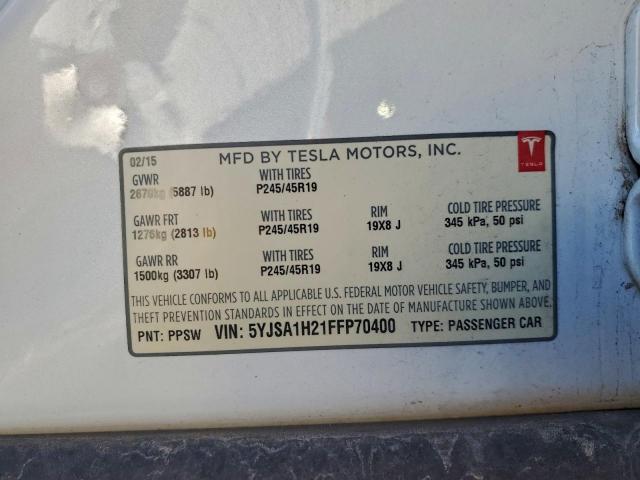 02/15 MFD BY TESLA MOTORS, INC.
TESLA
GVWR WITH TIRES
2670kg (5887 lb) P245/45R19
GAWR FRT WITH TIRES RIM COLD TIRE PRESSURE
1276kg (2813 lb) P245/45R19 19X8 J 345 kPa, 50 psi
GAWR RR WITH TIRES RIM COLD TIRE PRESSURE
1500kg (3307 lb) P245/45R19 19X8 J 345 kPa, 50 psi
THIS VEHICLE CONFORMS TO ALL APPLICABLE U.S. FEDERAL MOTOR VEHICLE SAFETY, BUMPER, AND
THEFT PREVENTION STANDARDS IN EFFECT ON THE DATE OF MANUFACTURE SHOWN ABOVE.
PNT: PPSW VIN: 5YJSA1H21FFP70400 TYPE: PASSENGER CAR